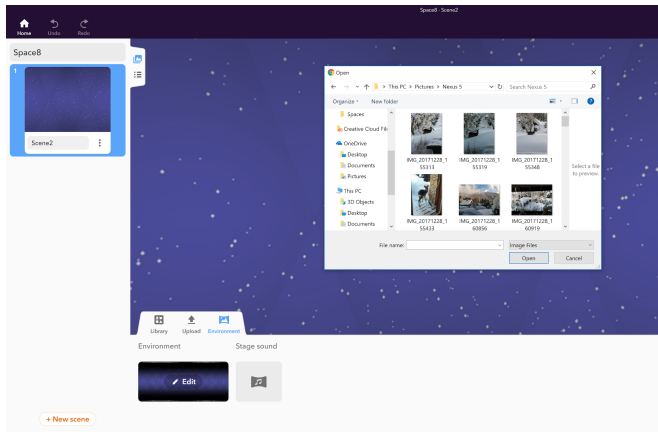 Space8 - Scene2
Home
Undo
Redo
Space8
1
Scene2
Open
This PC > Pictures > Nexus 5
Search Nexus 5
Organize
New folder
Spaces
Creative Cloud File
OneDrive
Desktop
Documents
Pictures
This PC
3D Objects
Desktop
Documents
IMG_20171228_1
55313
IMG_20171228_1
55319
IMG_20171228_1
55348
IMG_20171228_1
55433
IMG_20171228_1
60856
IMG_20171228_1
60919
Select a file
to preview.
File name:
Image Files
Open
Cancel
Library
Upload
Environment
Environment
Stage sound
Edit
+ New scene